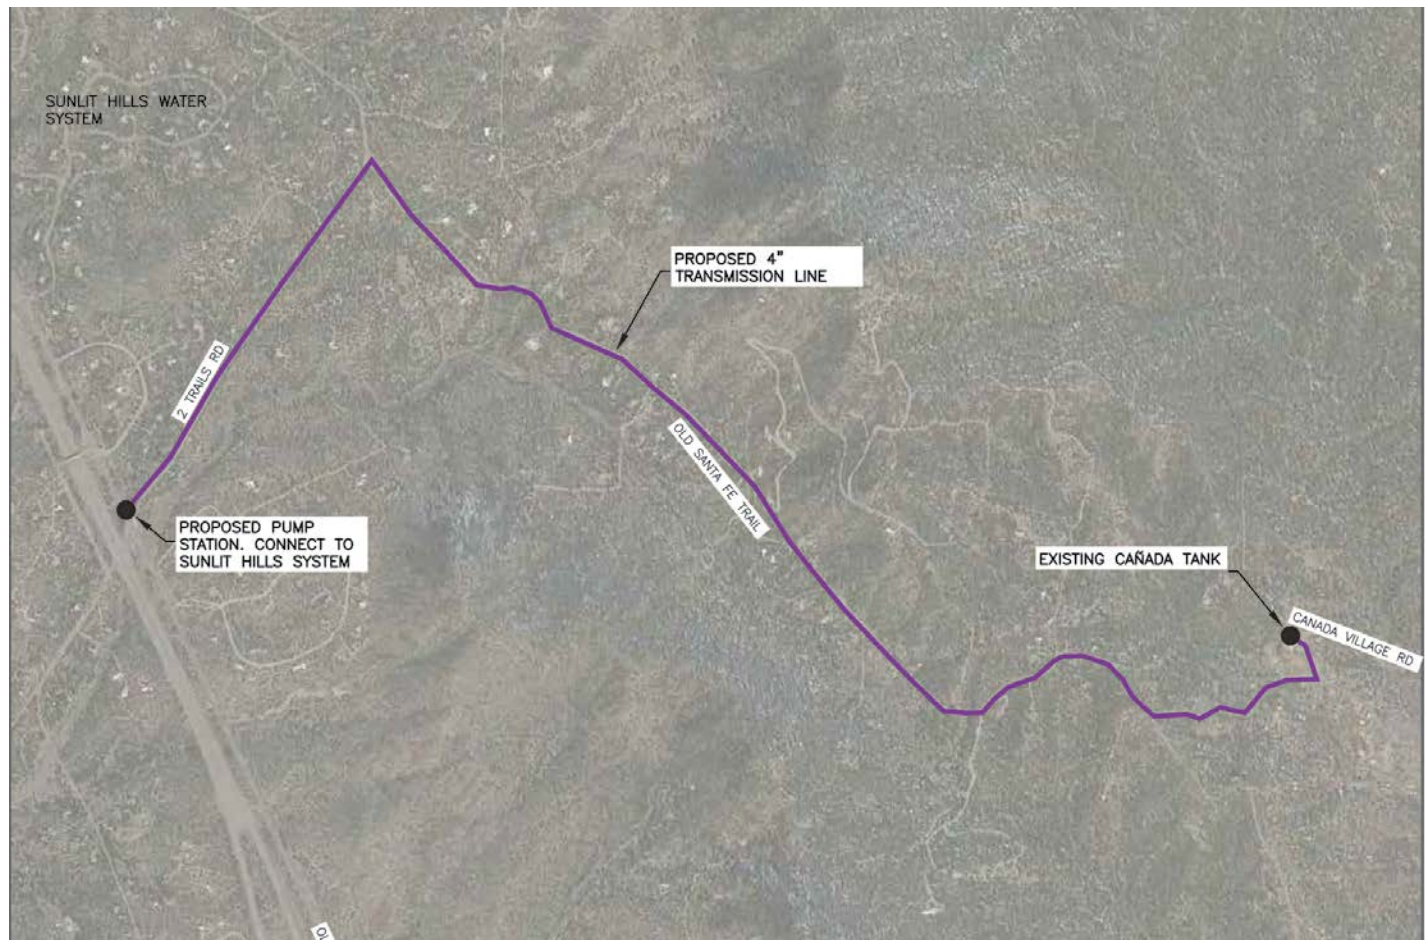 SUNLIT HILLS WATER
SYSTEM
PROPOSED 4"
TRANSMISSION LINE
2 TRAILS RD
OLD SANTA FE TRAIL
PROPOSED PUMP
STATION. CONNECT TO
SUNLIT HILLS SYSTEM
EXISTING CAÑADA TANK
CANADA VILLAGE RD